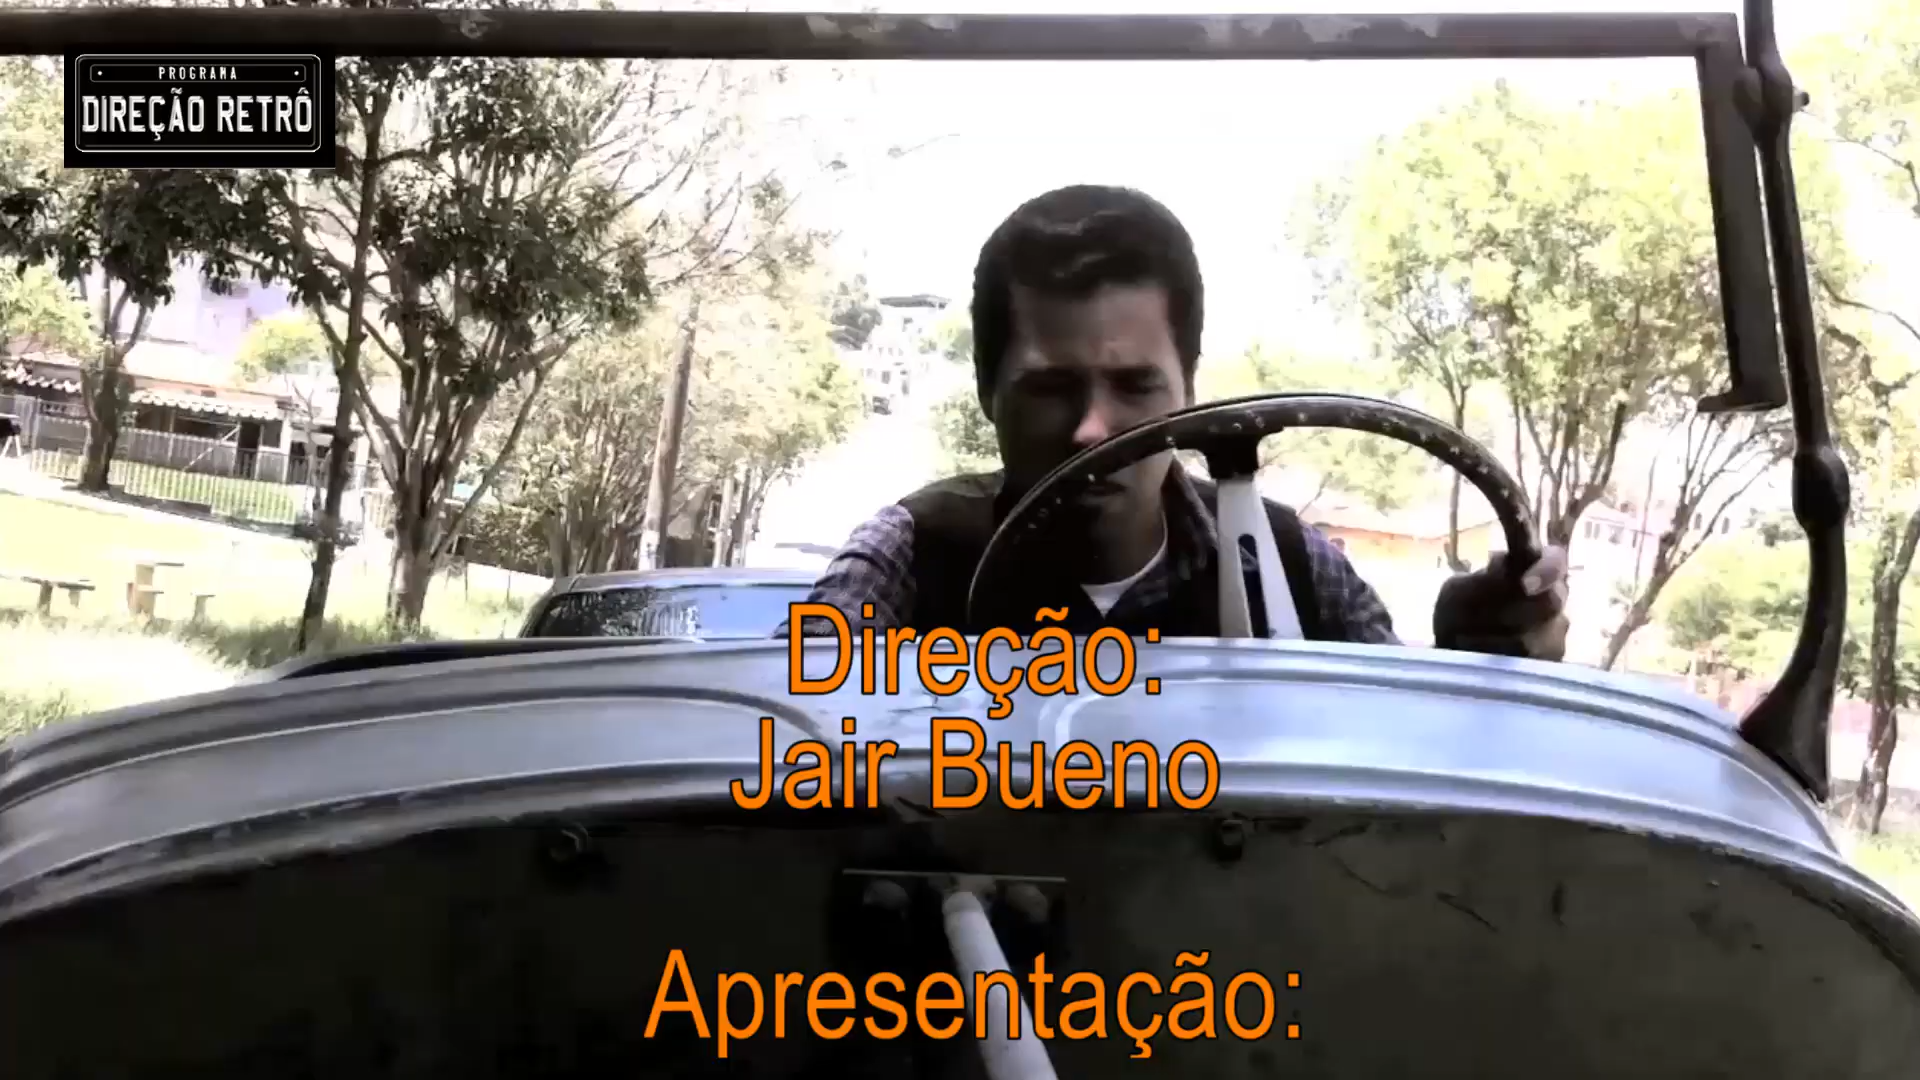 PROGRAMA
DIREÇÃO RETRÔ
Direção:
Jair Bueno
Apresentação: